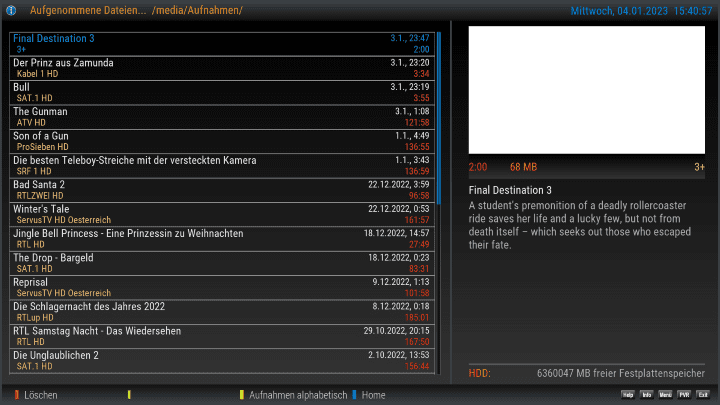 Aufgenommene Dateien... /media/Aufnahmen/
Mittwoch, 04.01.2023 15:40:57
Final Destination 3 3.1., 23:47
3+ 2:00
Der Prinz aus Zamunda 3.1., 23:20
Kabel 1 HD 3:34
Bull 3.1., 23:19
SAT.1 HD 3:55
The Gunman 3.1., 1:08
ATV HD 121:58
Son of a Gun 1.1., 4:49
ProSieben HD 136:55
Die besten Teleboy-Streiche mit der versteckten Kamera 1.1., 3:43
SRF 1 HD 136:59
Bad Santa 2 22.12.2022, 3:59
RTLZWEI HD 96:58
Winter's Tale 22.12.2022, 0:53
ServusTV HD Oesterreich 161:57
Jingle Bell Princess - Eine Prinzessin zu Weihnachten 18.12.2022, 14:57
RTL HD 27:49
The Drop - Bargeld 18.12.2022, 0:23
SAT.1 HD 83:31
Reprisal 9.12.2022, 1:13
ServusTV HD Oesterreich 101:58
Die Schlagernacht des Jahres 2022 8.12.2022, 0:18
RTLup HD 185:01
RTL Samstag Nacht - Das Wiedersehen 29.10.2022, 20:15
RTL HD 167:50
Die Unglaublichen 2 2.10.2022, 13:53
SAT.1 HD 156:44
2:00 68 MB 3+
Final Destination 3
A student's premonition of a deadly rollercoaster
ride saves her life and a lucky few, but not from
death itself – which seeks out those who escaped
their fate.
HDD: 6360047 MB freier Festplattenspeicher
Löschen Aufnahmen alphabetisch Home
Help Info Menü PVR Exit